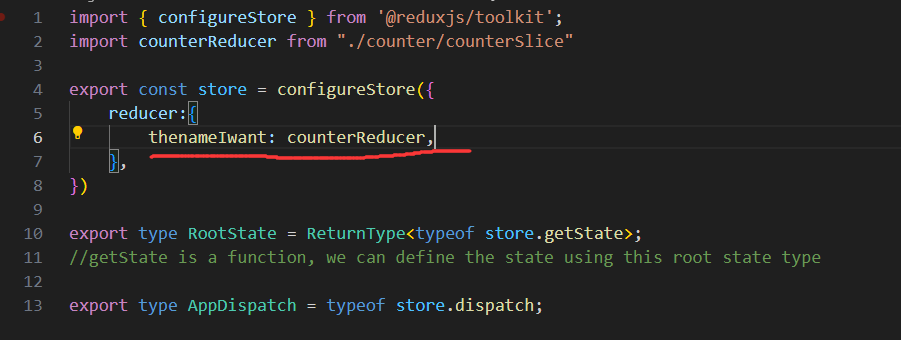 1 import { configureStore } from '@reduxjs/toolkit';
2 import counterReducer from "./counter/counterSlice"
3
4 export const store = configureStore({
5     reducer:{
6         thenameIwant: counterReducer,
7     },
8 })
9
10 export type RootState = ReturnType<typeof store.getState>;
11 //getState is a function, we can define the state using this root state type
12
13 export type AppDispatch = typeof store.dispatch;